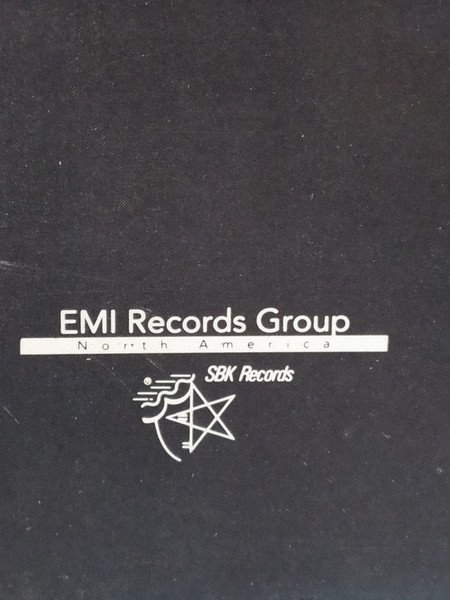 EMI Records Group
North America
SBK Records